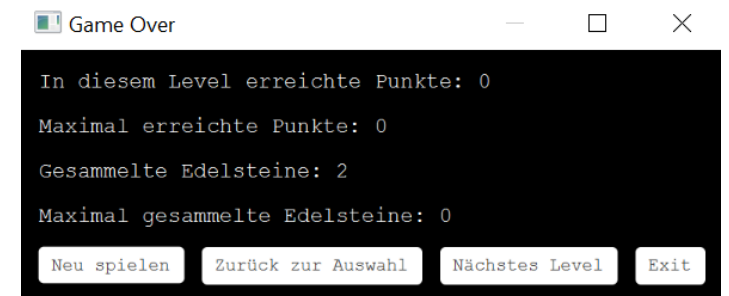 Game Over
In diesem Level erreichte Punkte: 0
Maximal erreichte Punkte: 0
Gesammelte Edelsteine: 2
Maximal gesammelte Edelsteine: 0
Neu spielen Zurück zur Auswahl Nächstes Level Exit